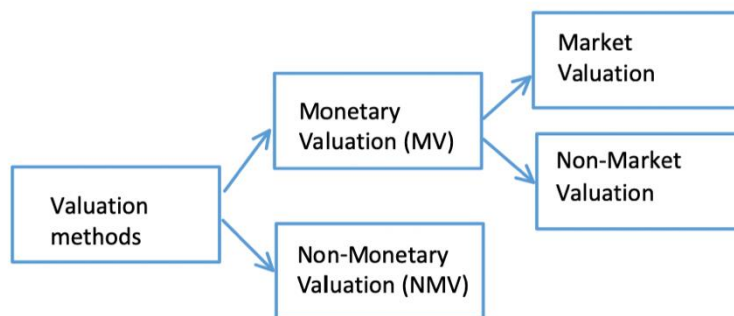 Valuation
methods
Monetary
Valuation (MV)
Non-Monetary
Valuation (NMV)
Market
Valuation
Non-Market
Valuation